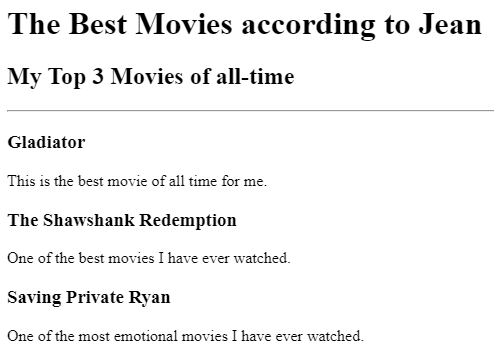 The Best Movies according to Jean
My Top 3 Movies of all-time
Gladiator
This is the best movie of all time for me.
The Shawshank Redemption
One of the best movies I have ever watched.
Saving Private Ryan
One of the most emotional movies I have ever watched.